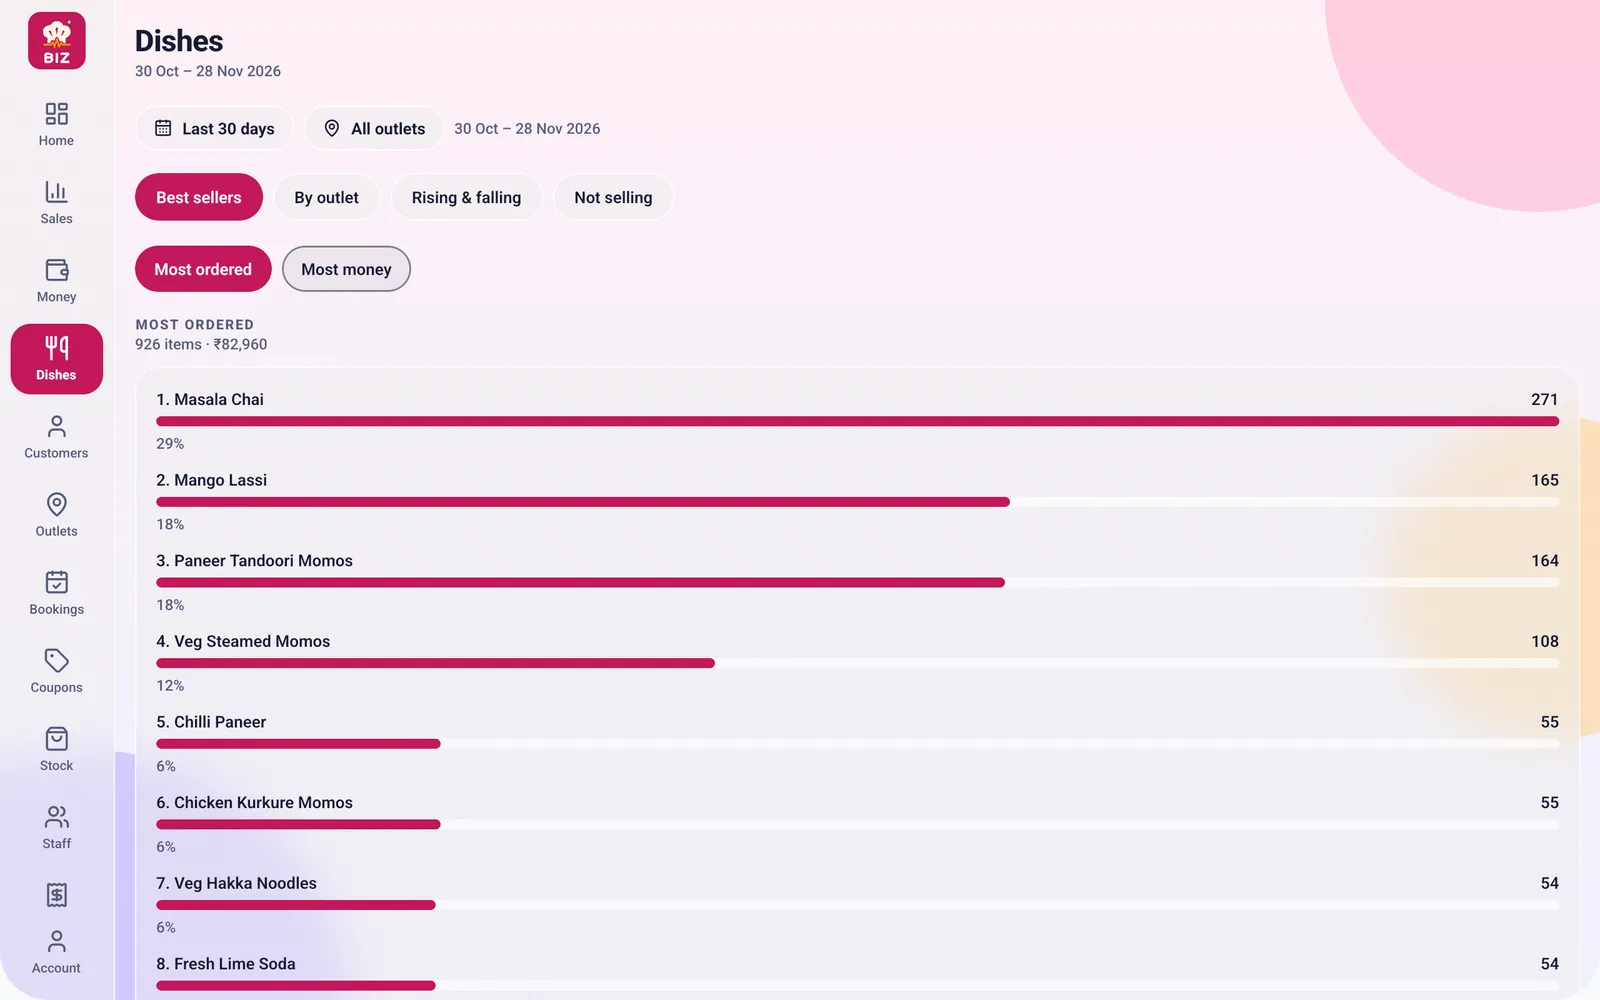 BIZ
Home
Sales
Money
Dishes
Customers
Outlets
Bookings
Coupons
Stock
Staff
Account
Dishes
30 Oct – 28 Nov 2026
Last 30 days
All outlets
30 Oct – 28 Nov 2026
Best sellers
By outlet
Rising & falling
Not selling
Most ordered
Most money
MOST ORDERED
926 items · ₹82,960
1. Masala Chai 271
29%
2. Mango Lassi 165
18%
3. Paneer Tandoori Momos 164
18%
4. Veg Steamed Momos 108
12%
5. Chilli Paneer 55
6%
6. Chicken Kurkure Momos 55
6%
7. Veg Hakka Noodles 54
6%
8. Fresh Lime Soda 54